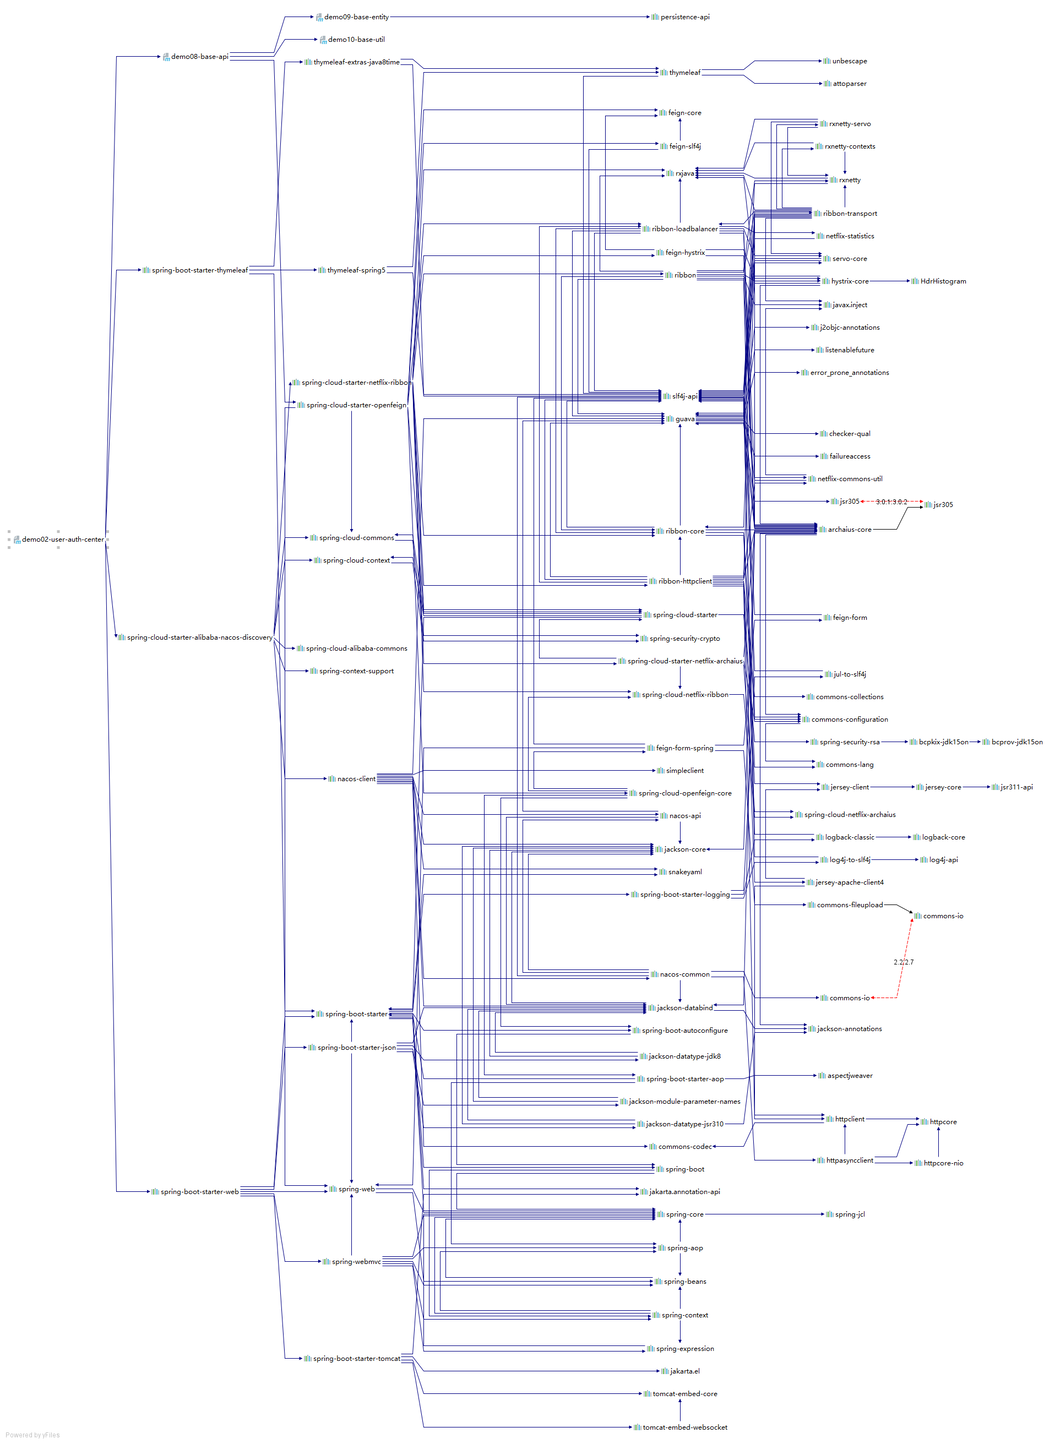 demo09-base-entity
persistence-api
demo10-base-util
demo08-base-api
thymeleaf-extras-java8time
unbescape
thymeleaf
attoparser
feign-core
rxnetty-servo
feign-slf4j
rxnetty-contexts
rxjava
rxnetty
ribbon-transport
ribbon-loadbalancer
netflix-statistics
feign-hystrix
servo-core
spring-boot-starter-thymeleaf
thymeleaf-spring5
ribbon
hystrix-core
HdrHistogram
javax.inject
j2objc-annotations
listenablefuture
error_prone_annotations
spring-cloud-starter-netflix-ribbon
slf4j-api
spring-cloud-starter-openfeign
guava
checker-qual
failureaccess
netflix-commons-util
jsr305
3.0.1:3.0.2
jsr305
ribbon-core
archaius-core
demo02-user-auth-center
spring-cloud-commons
spring-cloud-context
ribbon-httpclient
spring-cloud-starter
feign-form
spring-cloud-starter-alibaba-nacos-discovery
spring-security-crypto
spring-cloud-alibaba-commons
spring-cloud-starter-netflix-archaius
spring-context-support
jul-to-slf4j
spring-cloud-netflix-ribbon
commons-collections
commons-configuration
spring-security-rsa
bcpkix-jdk15on
bcprov-jdk15on
feign-form-spring
commons-lang
simpleclient
nacos-client
jersey-client
jersey-core
jsr311-api
spring-cloud-openfeign-core
nacos-api
spring-cloud-netflix-archaius
logback-classic
logback-core
jackson-core
log4j-to-slf4j
log4j-api
snakeyaml
jersey-apache-client4
spring-boot-starter-logging
commons-fileupload
commons-io
2.2:2.7
nacos-common
commons-io
jackson-databind
spring-boot-starter
spring-boot-autoconfigure
jackson-annotations
spring-boot-starter-json
jackson-datatype-jdk8
spring-boot-starter-aop
aspectjweaver
jackson-module-parameter-names
jackson-datatype-jsr310
httpclient
httpcore
commons-codec
httpasyncclient
httpcore-nio
spring-boot
spring-boot-starter-web
spring-web
jakarta.annotation-api
spring-core
spring-jcl
spring-aop
spring-webmvc
spring-beans
spring-context
spring-expression
spring-boot-starter-tomcat
jakarta.el
tomcat-embed-core
tomcat-embed-websocket
Powered by yFiles